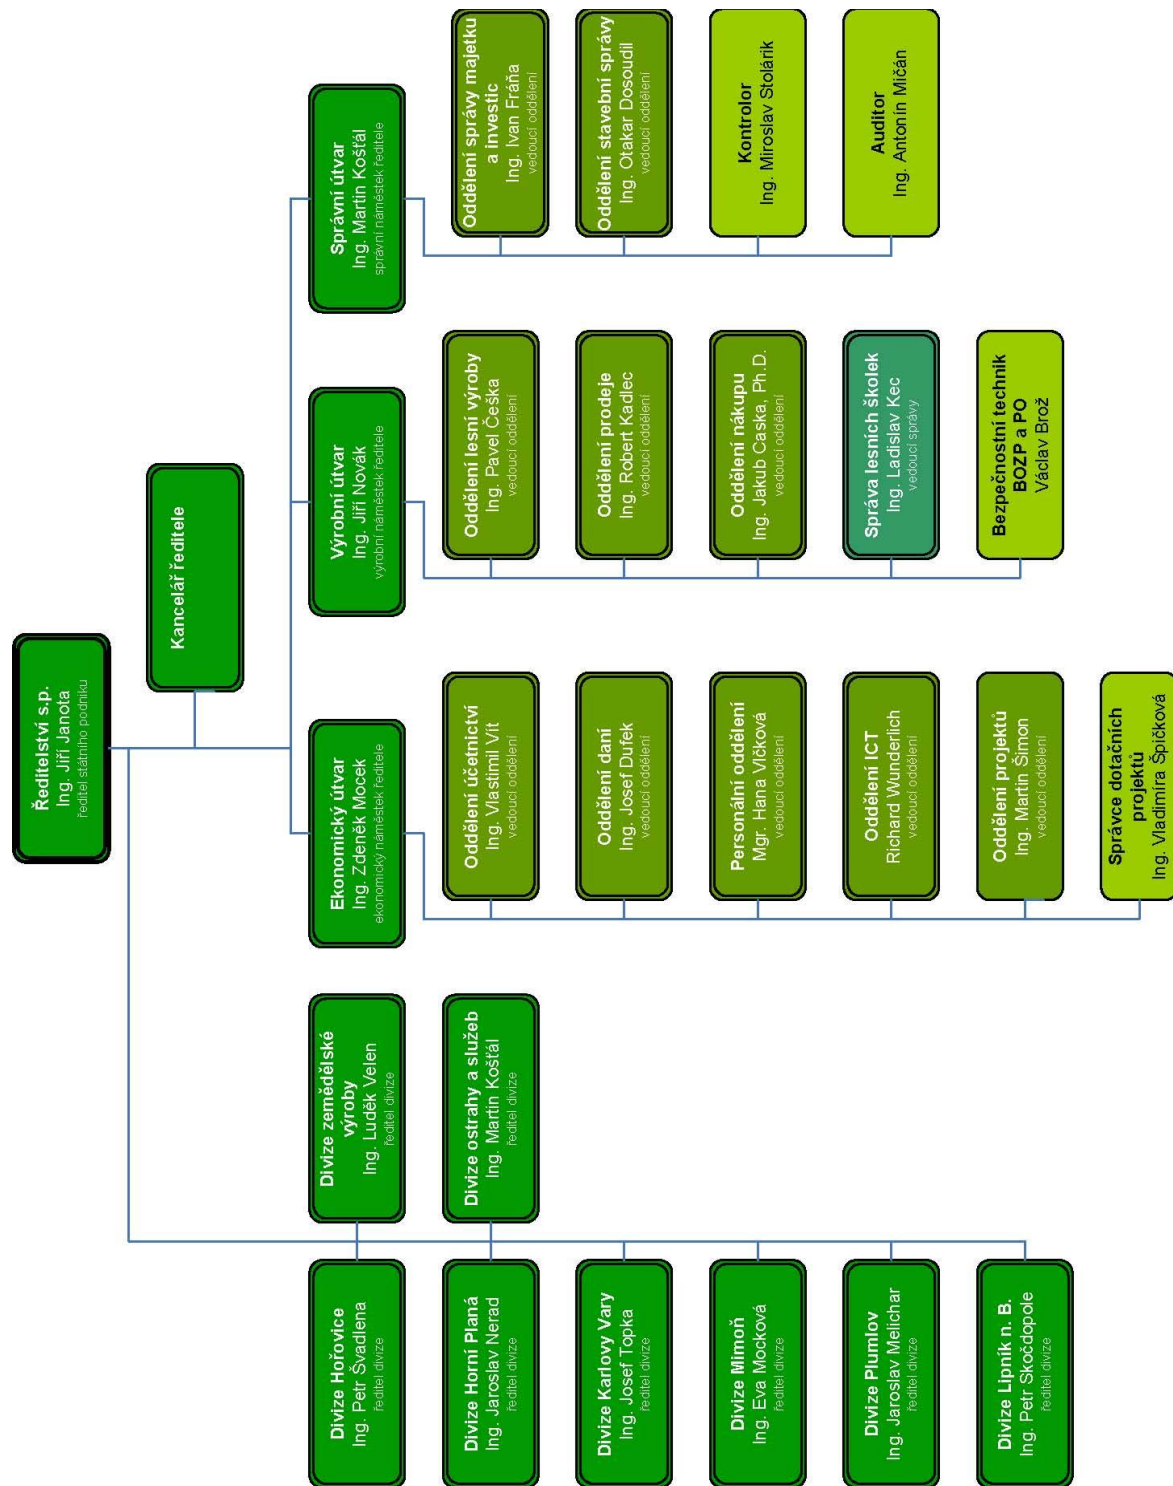 Ředitelství s.p.
Ing. Jiří Janota
ředitel státního podniku
Kancelář ředitele
Divize Hořovice
Ing. Petr Švadlena
ředitel divize
Divize Horní Planá
Ing. Jaroslav Nerad
ředitel divize
Divize Karlovy Vary
Ing. Josef Topka
ředitel divize
Divize Mimoň
Ing. Eva Mocková
ředitel divize
Divize Plumlov
Ing. Jaroslav Melichar
ředitel divize
Divize Lipník n. B.
Ing. Petr Skočdopole
ředitel divize
Divize zemědělské
výroby
Ing. Luděk Velen
ředitel divize
Divize ostrahy a služeb
Ing. Martin Košťál
ředitel divize
Ekonomický útvar
Ing. Zdeněk Mocek
ekonomický náměstek ředitele
Oddělení účetnictví
Ing. Vlastimil Vít
vedoucí oddělení
Oddělení daní
Ing. Josef Dufek
vedoucí oddělení
Personální oddělení
Mgr. Hana Vlčková
vedoucí oddělení
Oddělení ICT
Richard Wunderlich
vedoucí oddělení
Oddělení projektů
Ing. Martin Šimon
vedoucí oddělení
Správce dotačních
projektů
Ing. Vladimíra Špičková
Výrobní útvar
Ing. Jiří Novák
výrobní náměstek ředitele
Oddělení lesní výroby
Ing. Pavel Češka
vedoucí oddělení
Oddělení prodeje
Ing. Robert Kadlec
vedoucí oddělení
Oddělení nákupu
Ing. Jakub Caska, Ph.D.
vedoucí oddělení
Správa lesních školek
Ing. Ladislav Kec
vedoucí správy
Bezpečnostní technik
BOZP a PO
Václav Brož
Správní útvar
Ing. Martin Košťál
správní náměstek ředitele
Oddělení správy majetku
a investic
Ing. Ivan Fráňa
vedoucí oddělení
Oddělení stavební správy
Ing. Otakar Dosoudil
vedoucí oddělení
Kontrolor
Ing. Miroslav Stolárik
Auditor
Ing. Antonín Mičán